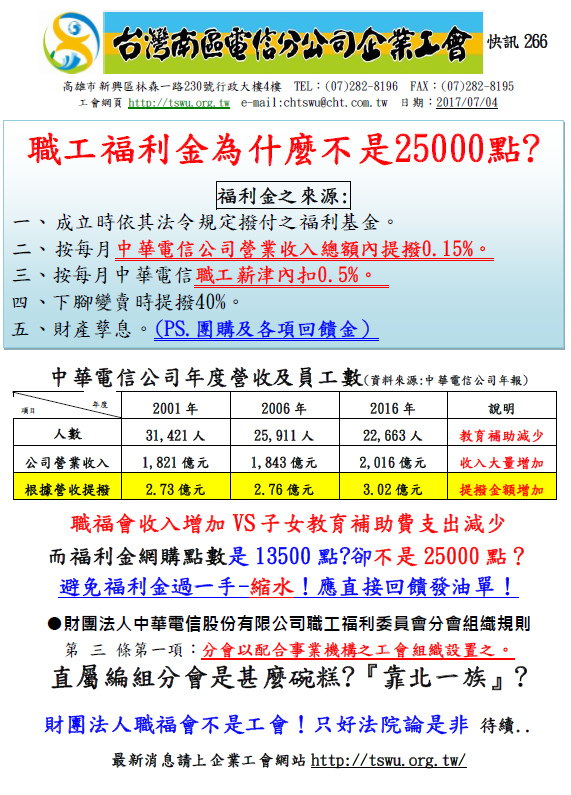 台灣南區電信分公司企業工會 快訊 266
高雄市新興區林森一路230號行政大樓4樓 TEL：(07)282-8196 FAX：(07)282-8195
工會網頁 http://tswu.org.tw e-mail:chtswu@cht.com.tw 日期：2017/07/04
職工福利金為什麼不是25000點?
福利金之來源:
一、成立時依其法令規定撥付之福利基金。
二、按每月中華電信公司營業收入總額內提撥0.15%。
三、按每月中華電信職工薪津內扣0.5%。
四、下腳變賣時提撥40%。
五、財產孳息。(PS.團購及各項回饋金)
中華電信公司年度營收及員工數(資料來源:中華電信公司年報)
項目 年度 2001 年 2006 年 2016 年 說明
人數 31,421 人 25,911 人 22,663 人 教育補助減少
公司營業收入 1,821 億元 1,843 億元 2,016 億元 收入大量增加
根據營收提撥 2.73 億元 2.76 億元 3.02 億元 提撥金額增加
職福會收入增加 VS 子女教育補助費支出減少
而福利金網購點數是 13500 點?卻不是 25000 點？
避免福利金過一手-縮水！應直接回饋發油單！
●財團法人中華電信股份有限公司職工福利委員會分會組織規則
第 三 條第一項：分會以配合事業機構之工會組織設置之。
直屬編組分會是甚麼碗糕?『靠北一族』?
財團法人職福會不是工會！只好法院論是非 待續..
最新消息請上企業工會網站 http://tswu.org.tw/